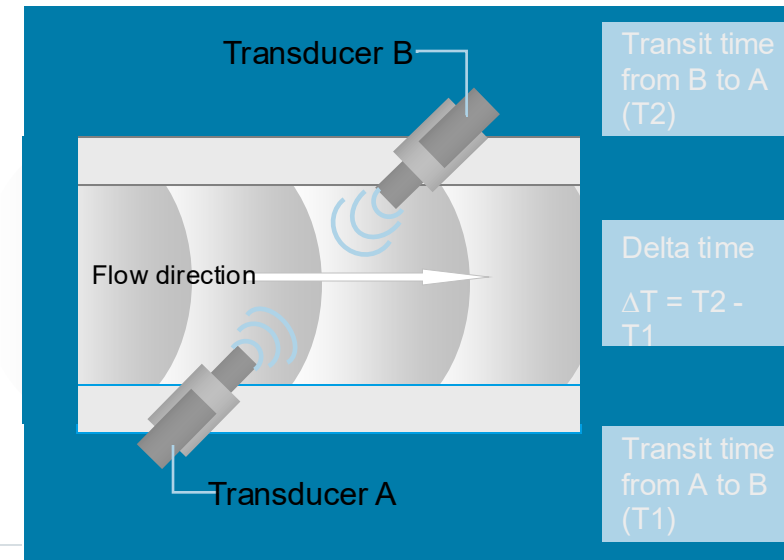 Transducer B
Transit time
from B to A
(T2)
Flow direction
Delta time
ΔT = T2 -
T1
Transducer A
Transit time
from A to B
(T1)